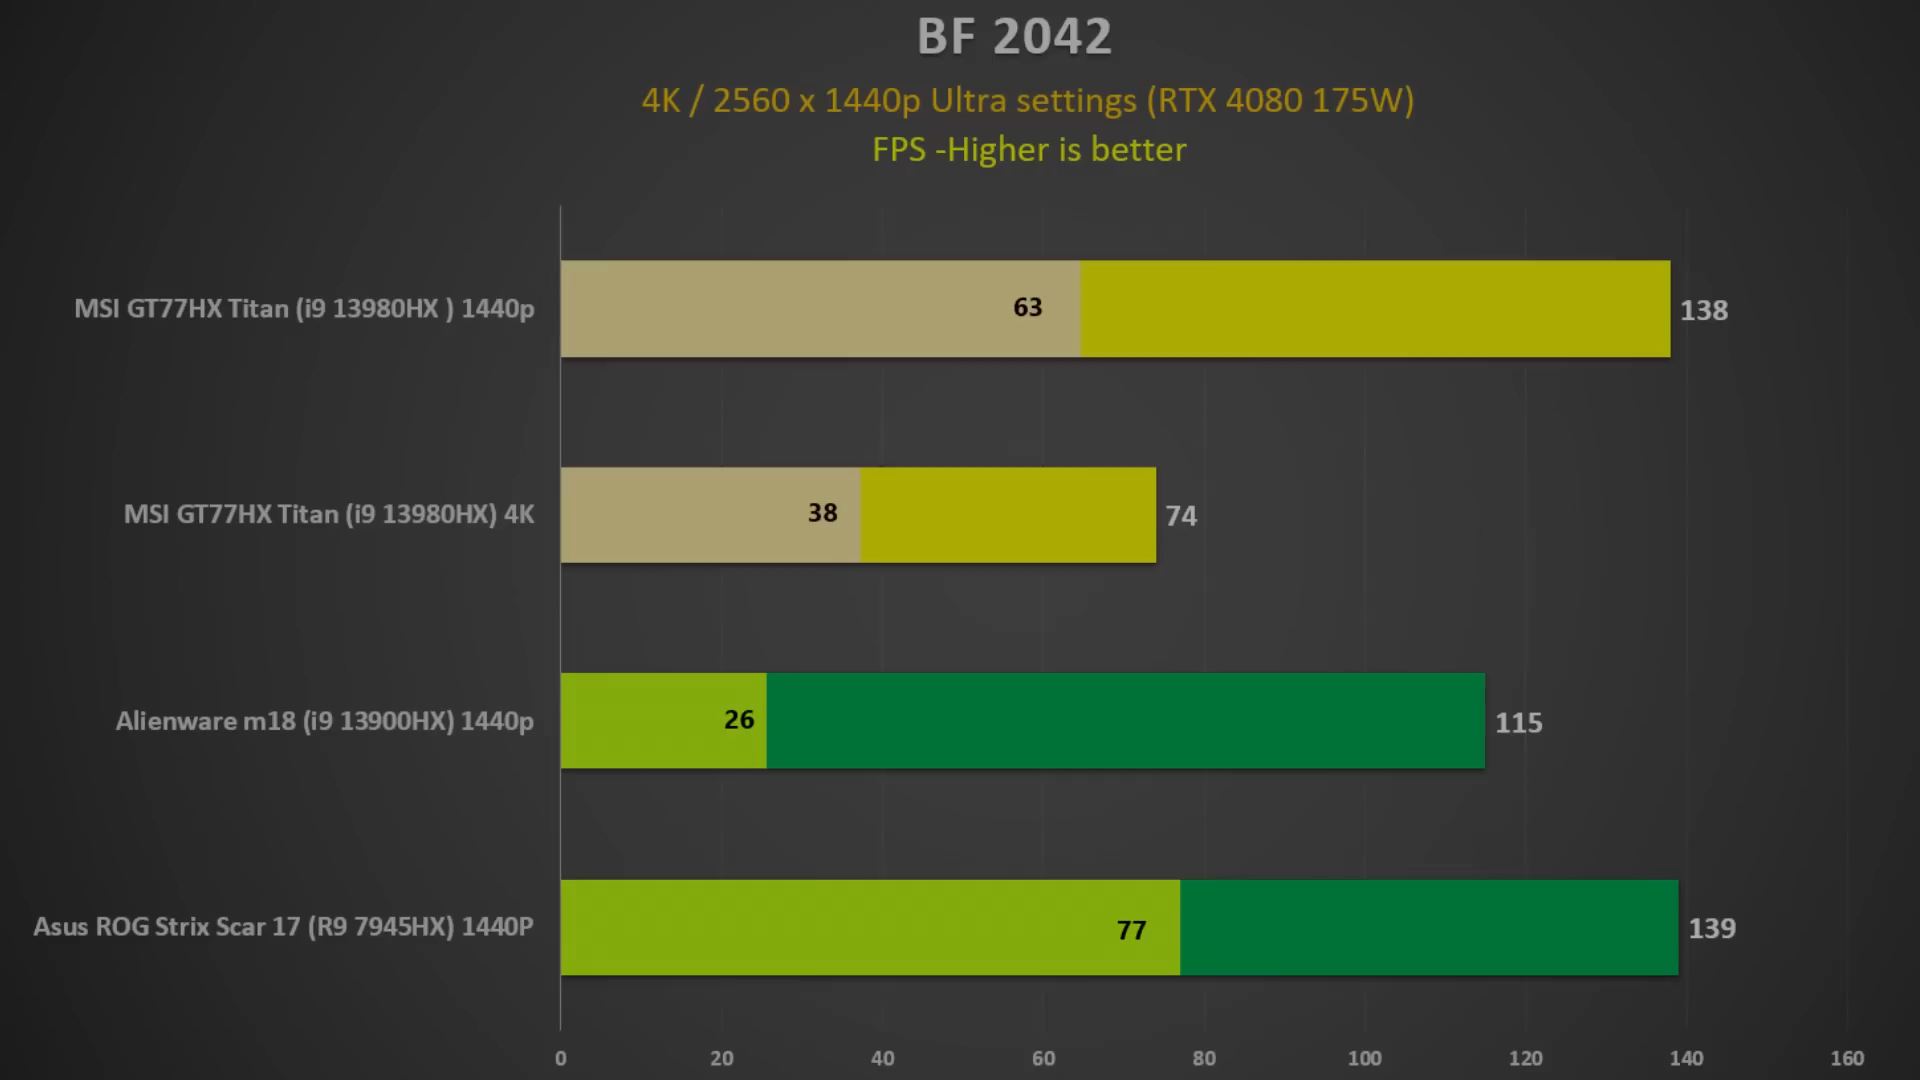 BF 2042
4K / 2560 x 1440p Ultra settings (RTX 4080 175W)
FPS -Higher is better
MSI GT77HX Titan (i9 13980HX ) 1440p
63
138
MSI GT77HX Titan (i9 13980HX) 4K
38
74
Alienware m18 (i9 13900HX) 1440p
26
115
Asus ROG Strix Scar 17 (R9 7945HX) 1440P
77
139
0 20 40 60 80 100 120 140 160